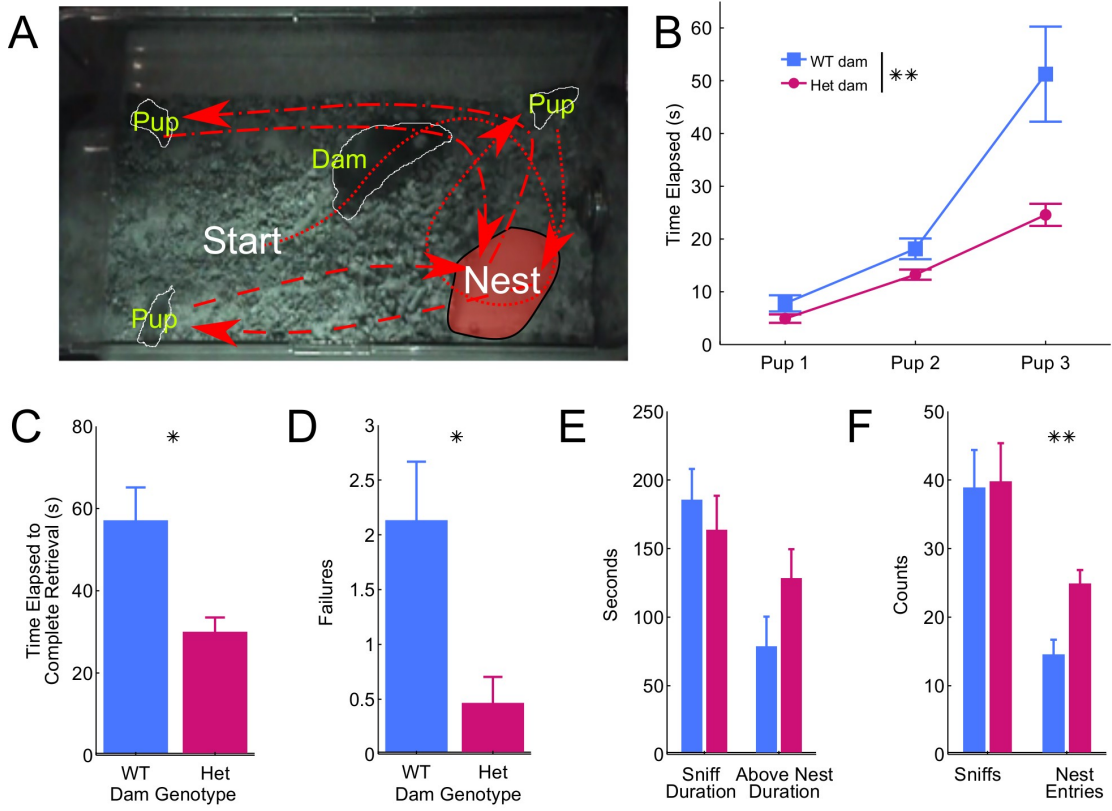 A
Pup
Pup
Dam
Start
Nest
Pup
B
Time Elapsed (s)
60
50
40
30
20
10
0
WT dam
Het dam
**
Pup 1
Pup 2
Pup 3
C
Time Elapsed to
Complete Retrieval (s)
80
60
40
20
0
*
WT
Het
Dam Genotype
D
Failures
3
2.5
2
1.5
1
0.5
0
*
WT
Het
Dam Genotype
E
Seconds
250
200
150
100
50
0
Sniff
Duration
Above Nest
Duration
F
Counts
50
40
30
20
10
0
**
Sniffs
Nest
Entries